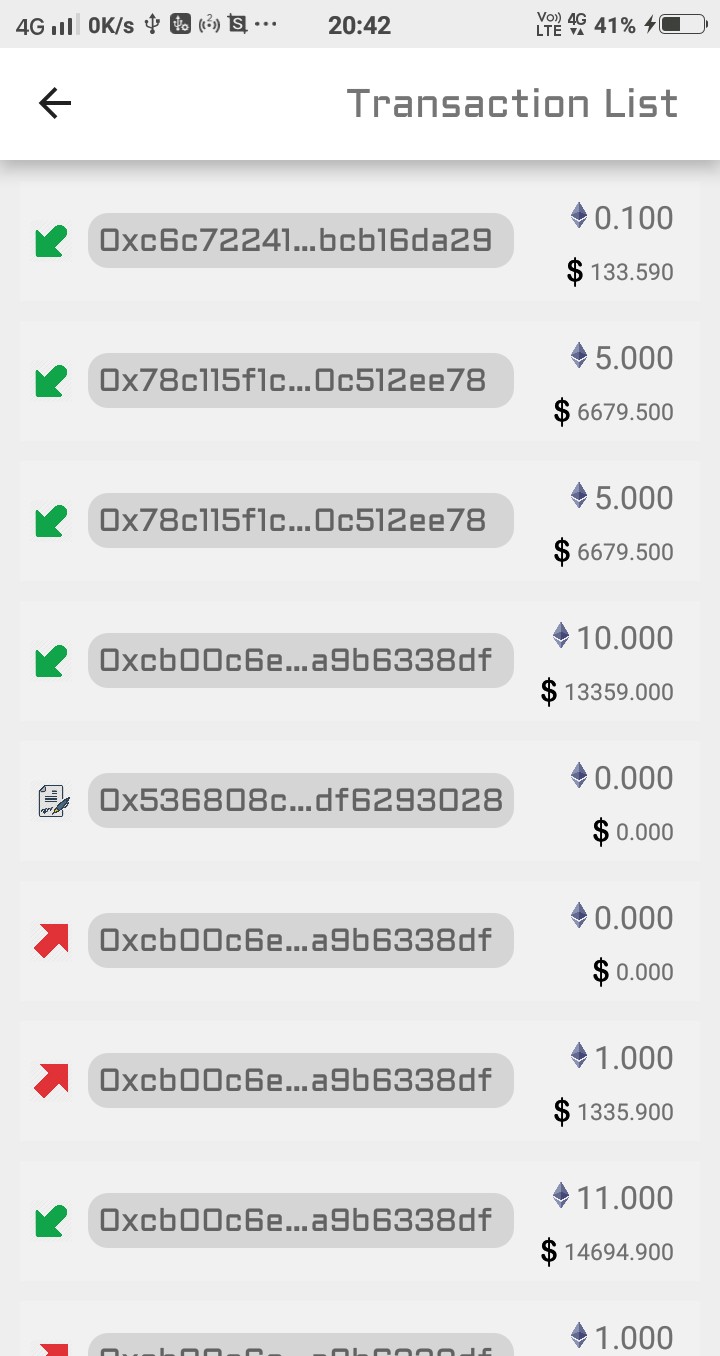 4G 0K/s 20:42 Vo)) LTE 4G 41%
Transaction List
0xc6c72241...bcb16da29 0.100
$ 133.590
0x78c115f1c...0c512ee78 5.000
$ 6679.500
0x78c115f1c...0c512ee78 5.000
$ 6679.500
0xcb00c6e...a9b6338df 10.000
$ 13359.000
0x536808c...df6293028 0.000
$ 0.000
0xcb00c6e...a9b6338df 0.000
$ 0.000
0xcb00c6e...a9b6338df 1.000
$ 1335.900
0xcb00c6e...a9b6338df 11.000
$ 14694.900
1.000